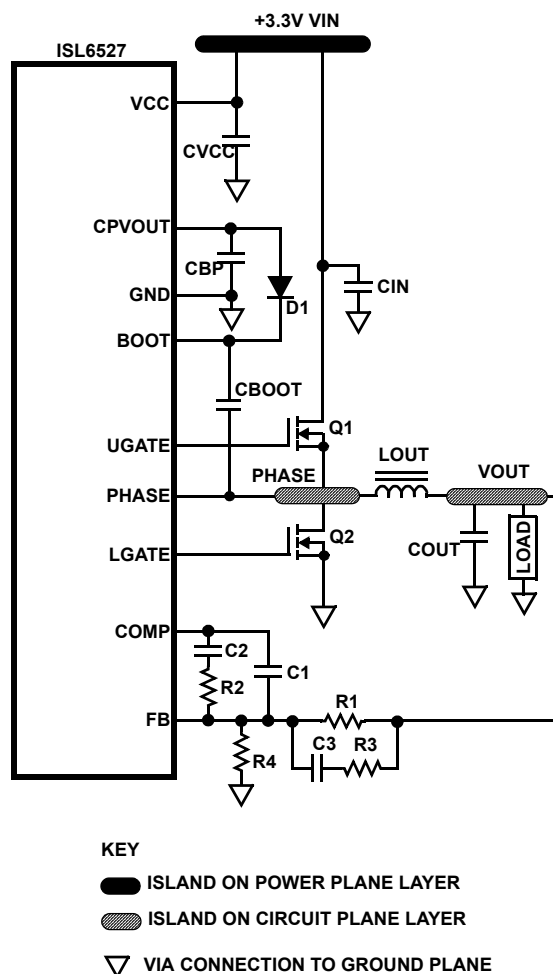 +3.3V VIN
ISL6527
VCC
CVCC
CPVOUT
CBP
GND
D1
CIN
BOOT
CBOOT
Q1
UGATE
LOUT
PHASE
VOUT
PHASE
Q2
COUT
LOAD
LGATE
COMP
C2
C1
R2
R1
FB
C3
R3
R4
KEY
ISLAND ON POWER PLANE LAYER
ISLAND ON CIRCUIT PLANE LAYER
VIA CONNECTION TO GROUND PLANE